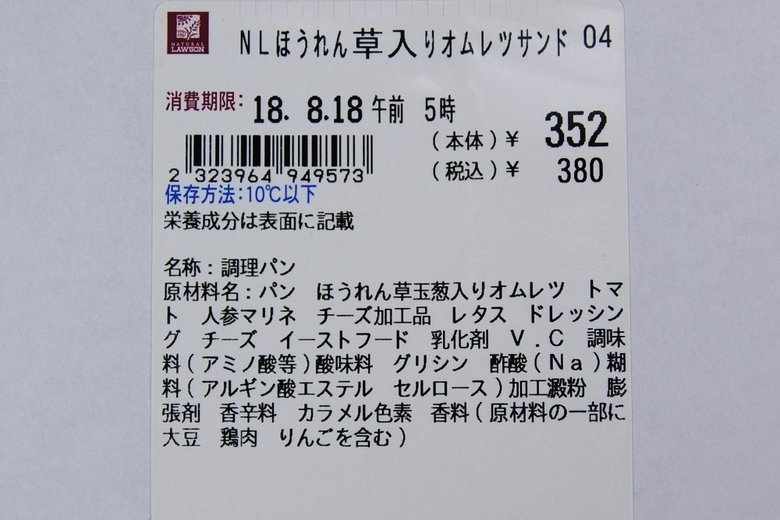 NLほうれん草入りオムレツサンド 04
NATURAL
LAWSON
消費期限: 18. 8.18 午前 5時
(本体)¥ 352
(税込)¥ 380
2 323964 949573
保存方法:10℃以下
栄養成分は表面に記載
名称:調理パン
原材料名:パン ほうれん草玉葱入りオムレツ トマ
ト 人参マリネ チーズ加工品 レタス ドレッシン
グ チーズ イーストフード 乳化剤 V.C 調味
料(アミノ酸等)酸味料 グリシン 酢酸(Na)糊
料(アルギン酸エステル セルロース)加工澱粉 膨
張剤 香辛料 カラメル色素 香料(原材料の一部に
大豆 鶏肉 りんごを含む)